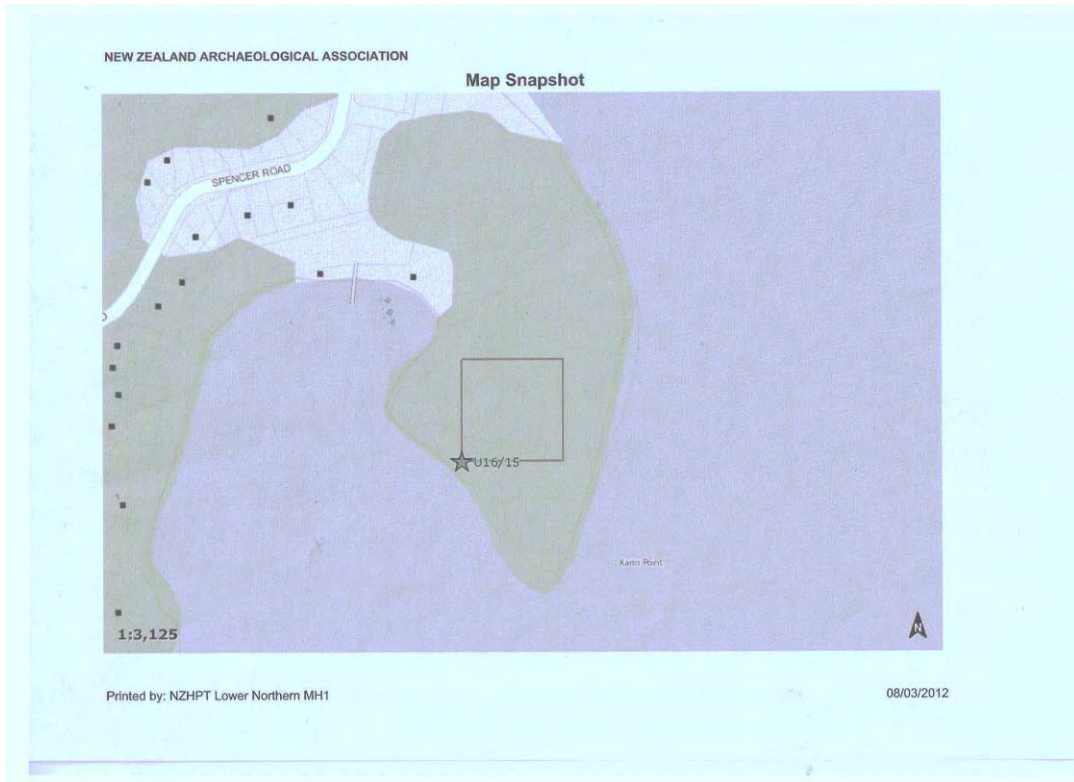 NEW ZEALAND ARCHAEOLOGICAL ASSOCIATION
Map Snapshot
SPENCER ROAD
U16/15
Point
1:3,125
N
Printed by: NZHPT Lower Northern MH1
08/03/2012